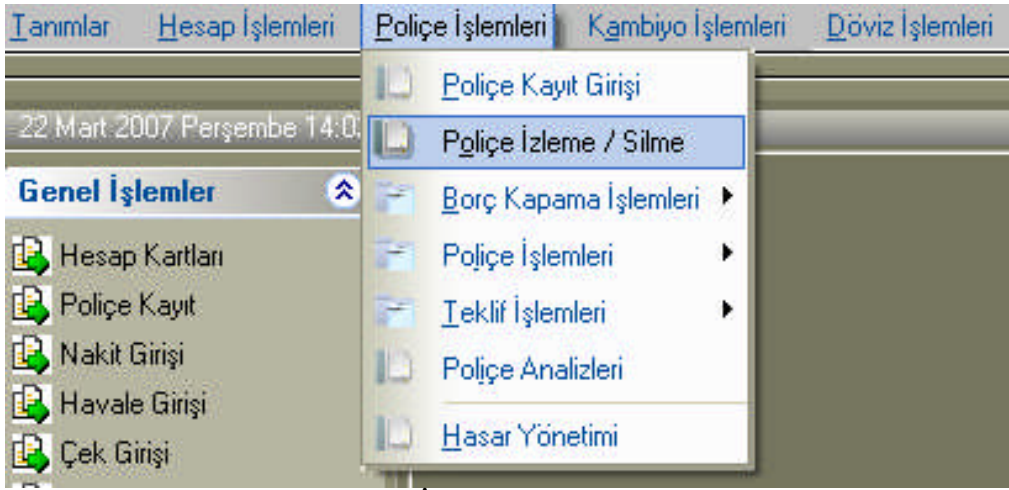 Tanımlar Hesap İşlemleri Poliçe İşlemleri Kambiyo İşlemleri Döviz İşlemleri
Poliçe Kayıt Girişi
Poliçe İzleme / Silme
Borç Kapama İşlemleri
Poliçe İşlemleri
Teklif İşlemleri
Poliçe Analizleri
Hasar Yönetimi
22 Mart 2007 Perşembe 14:0
Genel İşlemler
Hesap Kartları
Poliçe Kayıt
Nakit Girişi
Havale Girişi
Çek Girişi